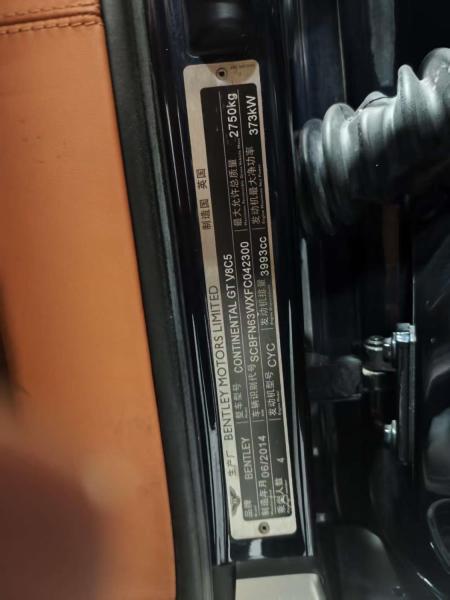 生产厂 BENTLEY MOTORS LIMITED 制造国 英国
品牌 BENTLEY 整车型号 CONTINENTAL GT V8C5 最大允许总质量 2750kg
制造年月 06/2014 车辆识别代号 SCBFN63WXFC042300 发动机最大净功率 373kW
乘坐人数 4 发动机型号 CYC 发动机排量 3993cc